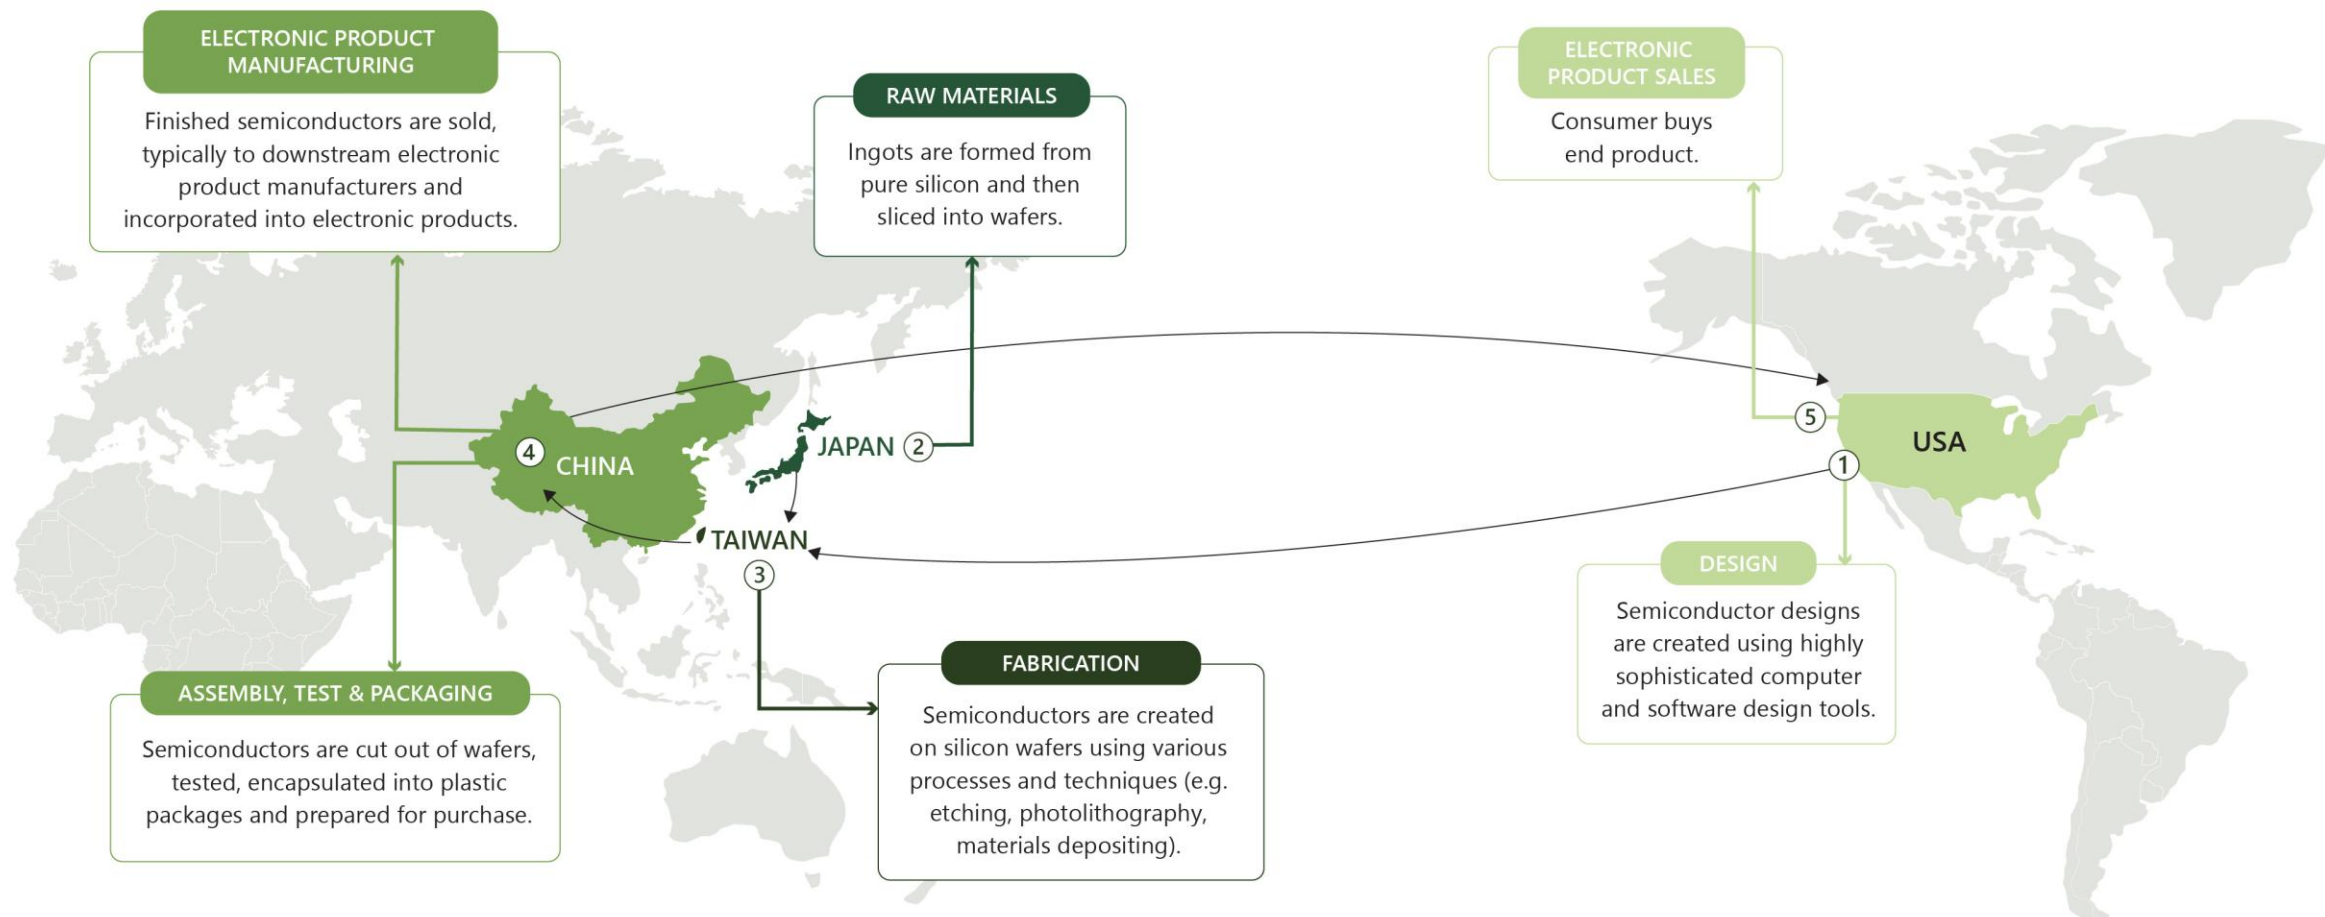 ELECTRONIC PRODUCT
MANUFACTURING
Finished semiconductors are sold,
typically to downstream electronic
product manufacturers and
incorporated into electronic products.
RAW MATERIALS
Ingots are formed from
pure silicon and then
sliced into wafers.
ELECTRONIC
PRODUCT SALES
Consumer buys
end product.
4
CHINA
JAPAN
2
5
USA
1
TAIWAN
3
DESIGN
Semiconductor designs
are created using highly
sophisticated computer
and software design tools.
FABRICATION
Semiconductors are created
on silicon wafers using various
processes and techniques (e.g.
etching, photolithography,
materials depositing).
ASSEMBLY, TEST & PACKAGING
Semiconductors are cut out of wafers,
tested, encapsulated into plastic
packages and prepared for purchase.